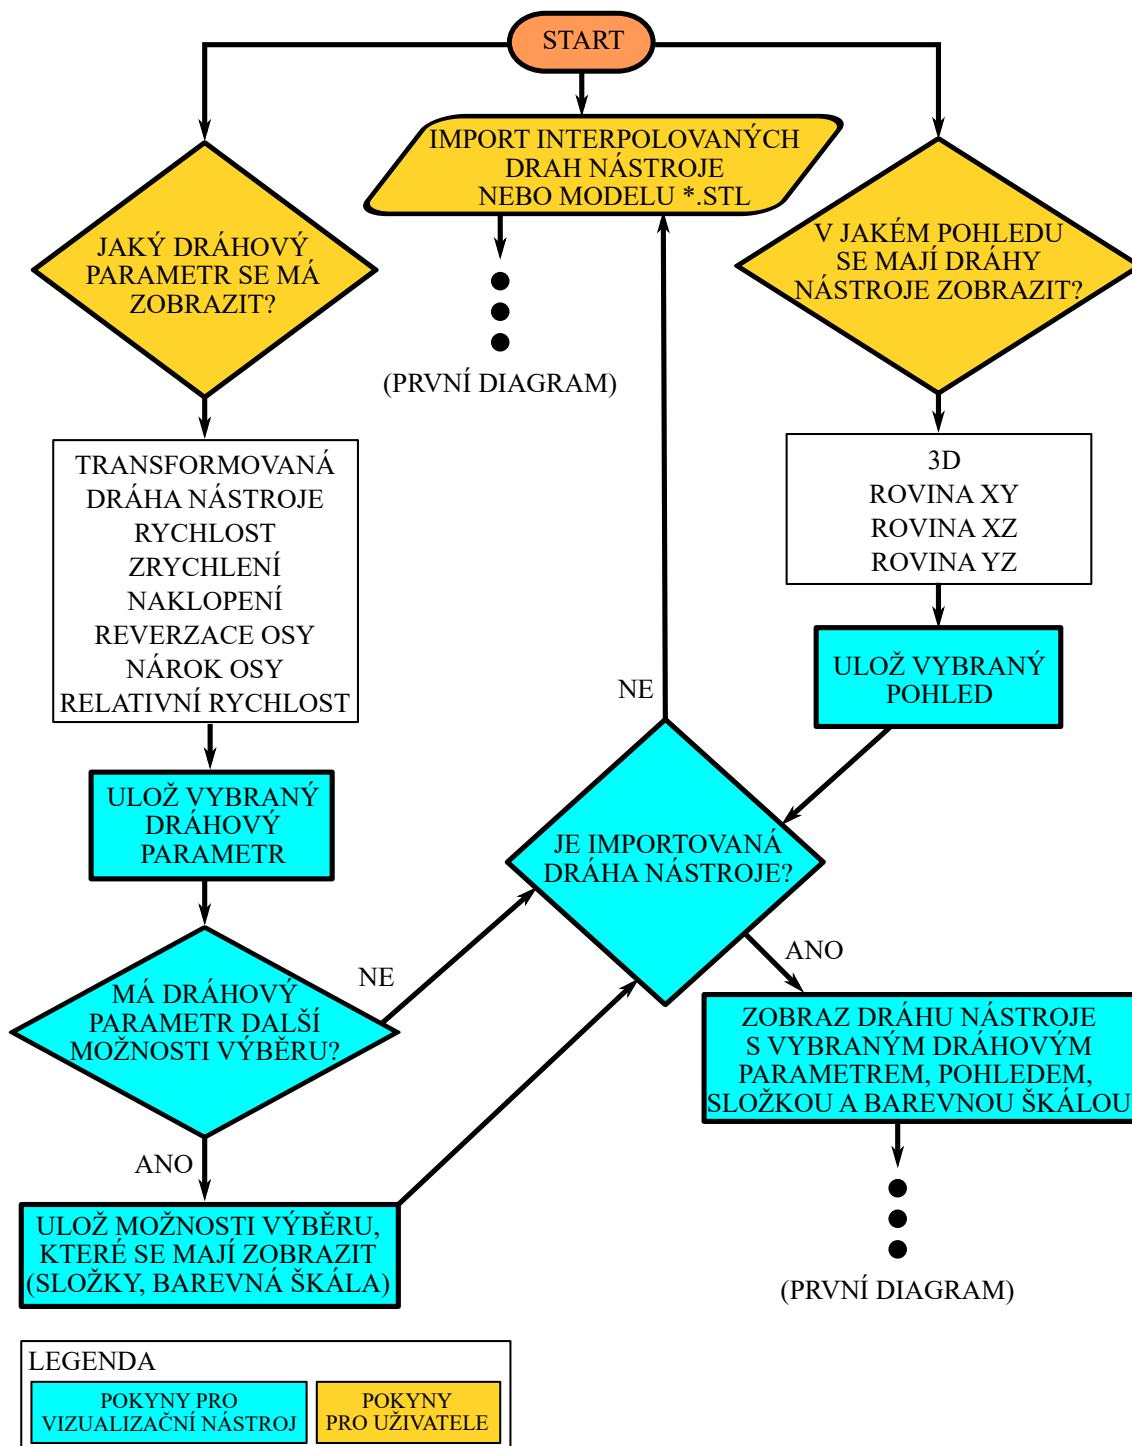 START
IMPORT INTERPOLOVANÝCH
DRAH NÁSTROJE
NEBO MODELU *.STL
JAKÝ DRÁHOVÝ
PARAMETR SE MÁ
ZOBRAZIT?
V JAKÉM POHLEDU
SE MAJÍ DRÁHY
NÁSTROJE ZOBRAZIT?
(PRVNÍ DIAGRAM)
TRANSFORMOVANÁ
DRÁHA NÁSTROJE
RYCHLOST
ZRYCHLENÍ
NAKLOPENÍ
REVERZACE OSY
NÁROK OSY
RELATIVNÍ RYCHLOST
3D
ROVINA XY
ROVINA XZ
ROVINA YZ
ULOŽ VYBRANÝ
POHLED
NE
ULOŽ VYBRANÝ
DRÁHOVÝ
PARAMETR
JE IMPORTOVANÁ
DRÁHA NÁSTROJE?
NE
ANO
MÁ DRÁHOVÝ
PARAMETR DALŠÍ
MOŽNOSTI VÝBĚRU?
ZOBRAZ DRÁHU NÁSTROJE
S VYBRANÝM DRÁHOVÝM
PARAMETREM, POHLEDEM,
SLOŽKOU A BAREVNOU ŠKÁLOU
ANO
ULOŽ MOŽNOSTI VÝBĚRU,
KTERÉ SE MAJÍ ZOBRAZIT
(SLOŽKY, BAREVNÁ ŠKÁLA)
(PRVNÍ DIAGRAM)
LEGENDA
POKYNY PRO
VIZUALIZAČNÍ NÁSTROJ
POKYNY
PRO UŽIVATELE